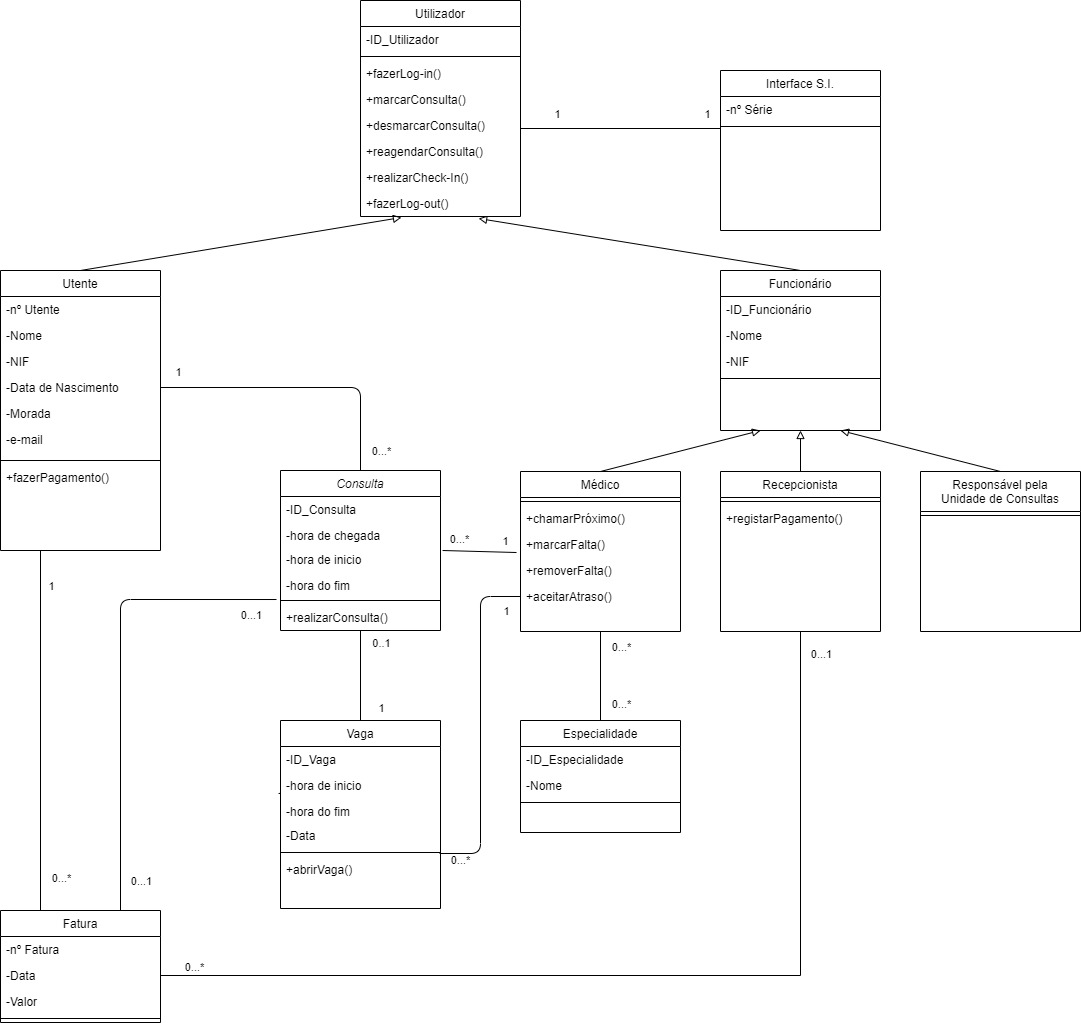 Utilizador
-ID_Utilizador
+fazerLog-in()
+marcarConsulta()
+desmarcarConsulta()
+reagendarConsulta()
+realizarCheck-In()
+fazerLog-out()
1
1
Interface S.I.
-nº Série
Utente
-nº Utente
-Nome
-NIF
-Data de Nascimento
-Morada
-e-mail
+fazerPagamento()
Funcionário
-ID_Funcionário
-Nome
-NIF
1
0...*
Consulta
-ID_Consulta
-hora de chegada
-hora de inicio
-hora do fim
+realizarConsulta()
0...*
1
Médico
+chamarPróximo()
+marcarFalta()
+removerFalta()
+aceitarAtraso()
1
Recepcionista
+registarPagamento()
Responsável pela
Unidade de Consultas
1
0...1
0..1
1
0...*
0...*
0...1
Vaga
-ID_Vaga
-hora de inicio
-hora do fim
-Data
+abrirVaga()
0...*
Especialidade
-ID_Especialidade
-Nome
0...*
0...1
Fatura
-nº Fatura
-Data
-Valor
0...*